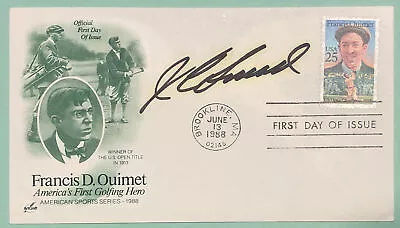 Official
First Day
Of Issue
Francis Ouimet
USA
25
BROOKLINE, MA
JUNE
13
1988
02146
FIRST DAY OF ISSUE
WINNER OF
THE U.S. OPEN TITLE
IN 1913
Francis D. Ouimet
America's First Golfing Hero
AMERICAN SPORTS SERIES - 1988